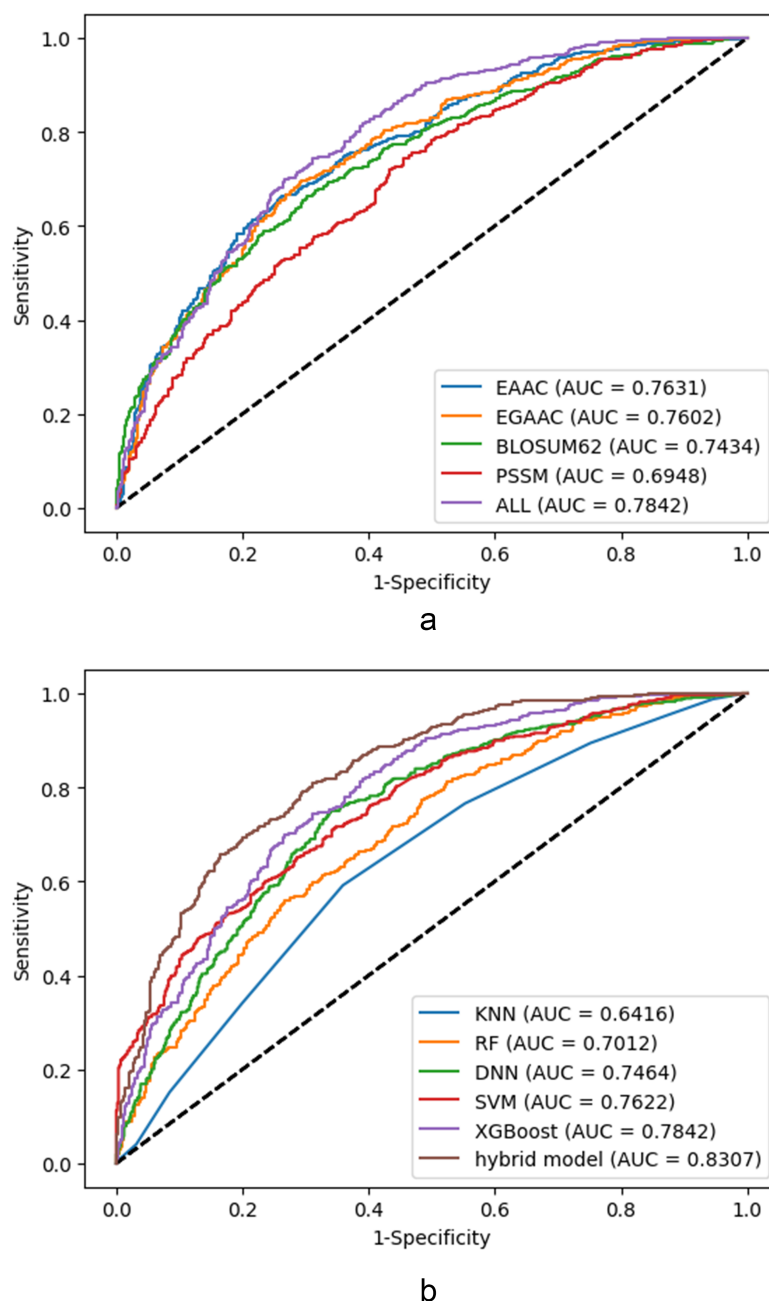 1.0
0.8
0.6
0.4
0.2
0.0
Sensitivity
EAAC (AUC = 0.7631)
EGAAC (AUC = 0.7602)
BLOSUM62 (AUC = 0.7434)
PSSM (AUC = 0.6948)
ALL (AUC = 0.7842)
0.0 0.2 0.4 0.6 0.8 1.0
1-Specificity
a
1.0
0.8
0.6
0.4
0.2
0.0
Sensitivity
KNN (AUC = 0.6416)
RF (AUC = 0.7012)
DNN (AUC = 0.7464)
SVM (AUC = 0.7622)
XGBoost (AUC = 0.7842)
hybrid model (AUC = 0.8307)
0.0 0.2 0.4 0.6 0.8 1.0
1-Specificity
b